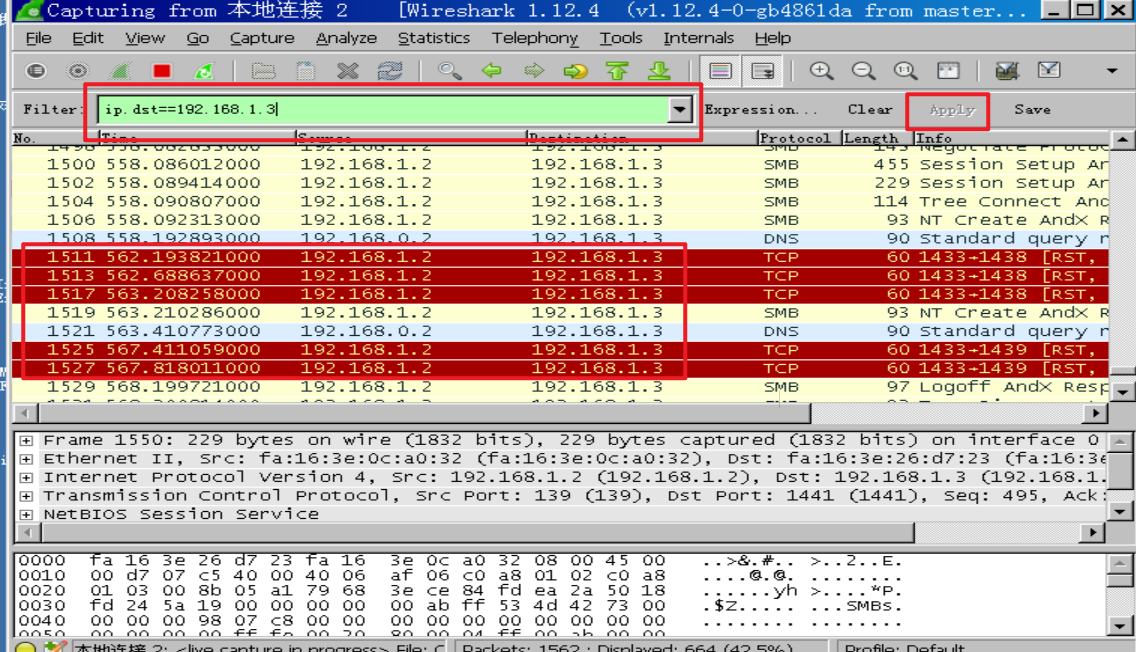 Capturing from 本地连接 2 [Wireshark 1.12.4 (v1.12.4-0-gb4861da from master...
File Edit View Go Capture Analyze Statistics Telephony Tools Internals Help
Filter: ip.dst==192.168.1.3 Expression... Clear Apply Save
No. Time Source Destination Protocol Length Info
1498 558.082853000 192.168.1.2 192.168.1.3 SMB 143 Negotiate Protoc
1500 558.086012000 192.168.1.2 192.168.1.3 SMB 455 Session Setup An
1502 558.089414000 192.168.1.2 192.168.1.3 SMB 229 Session Setup An
1504 558.090807000 192.168.1.2 192.168.1.3 SMB 114 Tree Connect And
1506 558.092313000 192.168.1.2 192.168.1.3 SMB 93 NT Create AndX R
1508 558.192893000 192.168.0.2 192.168.1.3 DNS 90 Standard query r
1511 562.193821000 192.168.1.2 192.168.1.3 TCP 60 1433→1438 [RST,
1513 562.688637000 192.168.1.2 192.168.1.3 TCP 60 1433→1438 [RST,
1517 563.208258000 192.168.1.2 192.168.1.3 TCP 60 1433→1438 [RST,
1519 563.210286000 192.168.1.2 192.168.1.3 SMB 93 NT Create AndX R
1521 563.410773000 192.168.0.2 192.168.1.3 DNS 90 Standard query r
1525 567.411059000 192.168.1.2 192.168.1.3 TCP 60 1433→1439 [RST,
1527 567.818011000 192.168.1.2 192.168.1.3 TCP 60 1433→1439 [RST,
1529 568.199721000 192.168.1.2 192.168.1.3 SMB 97 Logoff AndX Resp
Frame 1550: 229 bytes on wire (1832 bits), 229 bytes captured (1832 bits) on interface 0
Ethernet II, Src: fa:16:3e:0c:a0:32 (fa:16:3e:0c:a0:32), Dst: fa:16:3e:26:d7:23 (fa:16:3e
Internet Protocol Version 4, Src: 192.168.1.2 (192.168.1.2), Dst: 192.168.1.3 (192.168.1.
Transmission Control Protocol, Src Port: 139 (139), Dst Port: 1441 (1441), Seq: 495, Ack:
NetBIOS Session Service
0000 fa 16 3e 26 d7 23 fa 16 3e 0c a0 32 08 00 45 00 ..>&.#.. >..2..E.
0010 00 d7 07 c5 40 00 40 06 af 06 c0 a8 01 02 c0 a8 ....@.@. ........
0020 01 03 00 8b 05 a1 79 68 3e ce 84 fd ea 2a 50 18 ......yh >....*P.
0030 fd 24 5a 19 00 00 00 00 00 ab ff 53 4d 42 73 00 .$Z..... ...SMBs.
0040 00 00 00 98 07 c8 00 00 00 00 00 00 00 00 00 00 ........ ........
0050 00 00 00 00 ff fe 00 20 80 00 04 ff 00 ab 00 00
本地连接 2: <live capture in progress> File: C Packets: 1562 · Displayed: 664 (42.5%) Profile: Default